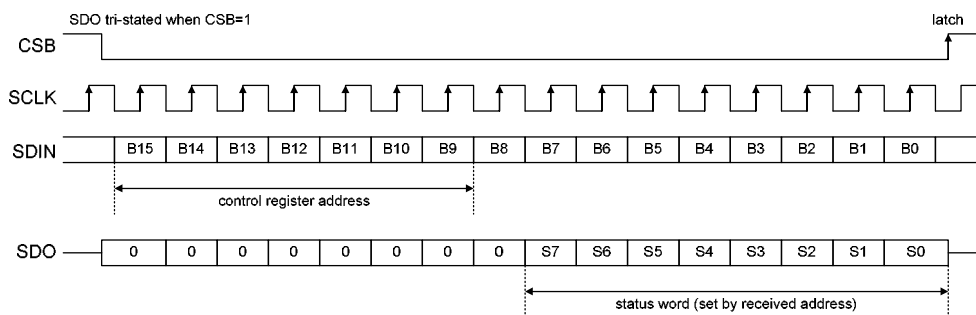 SDO tri-stated when CSB=1
latch
CSB
SCLK
SDIN B15 B14 B13 B12 B11 B10 B9 B8 B7 B6 B5 B4 B3 B2 B1 B0
control register address
SDO 0 0 0 0 0 0 0 0 S7 S6 S5 S4 S3 S2 S1 S0
status word (set by received address)